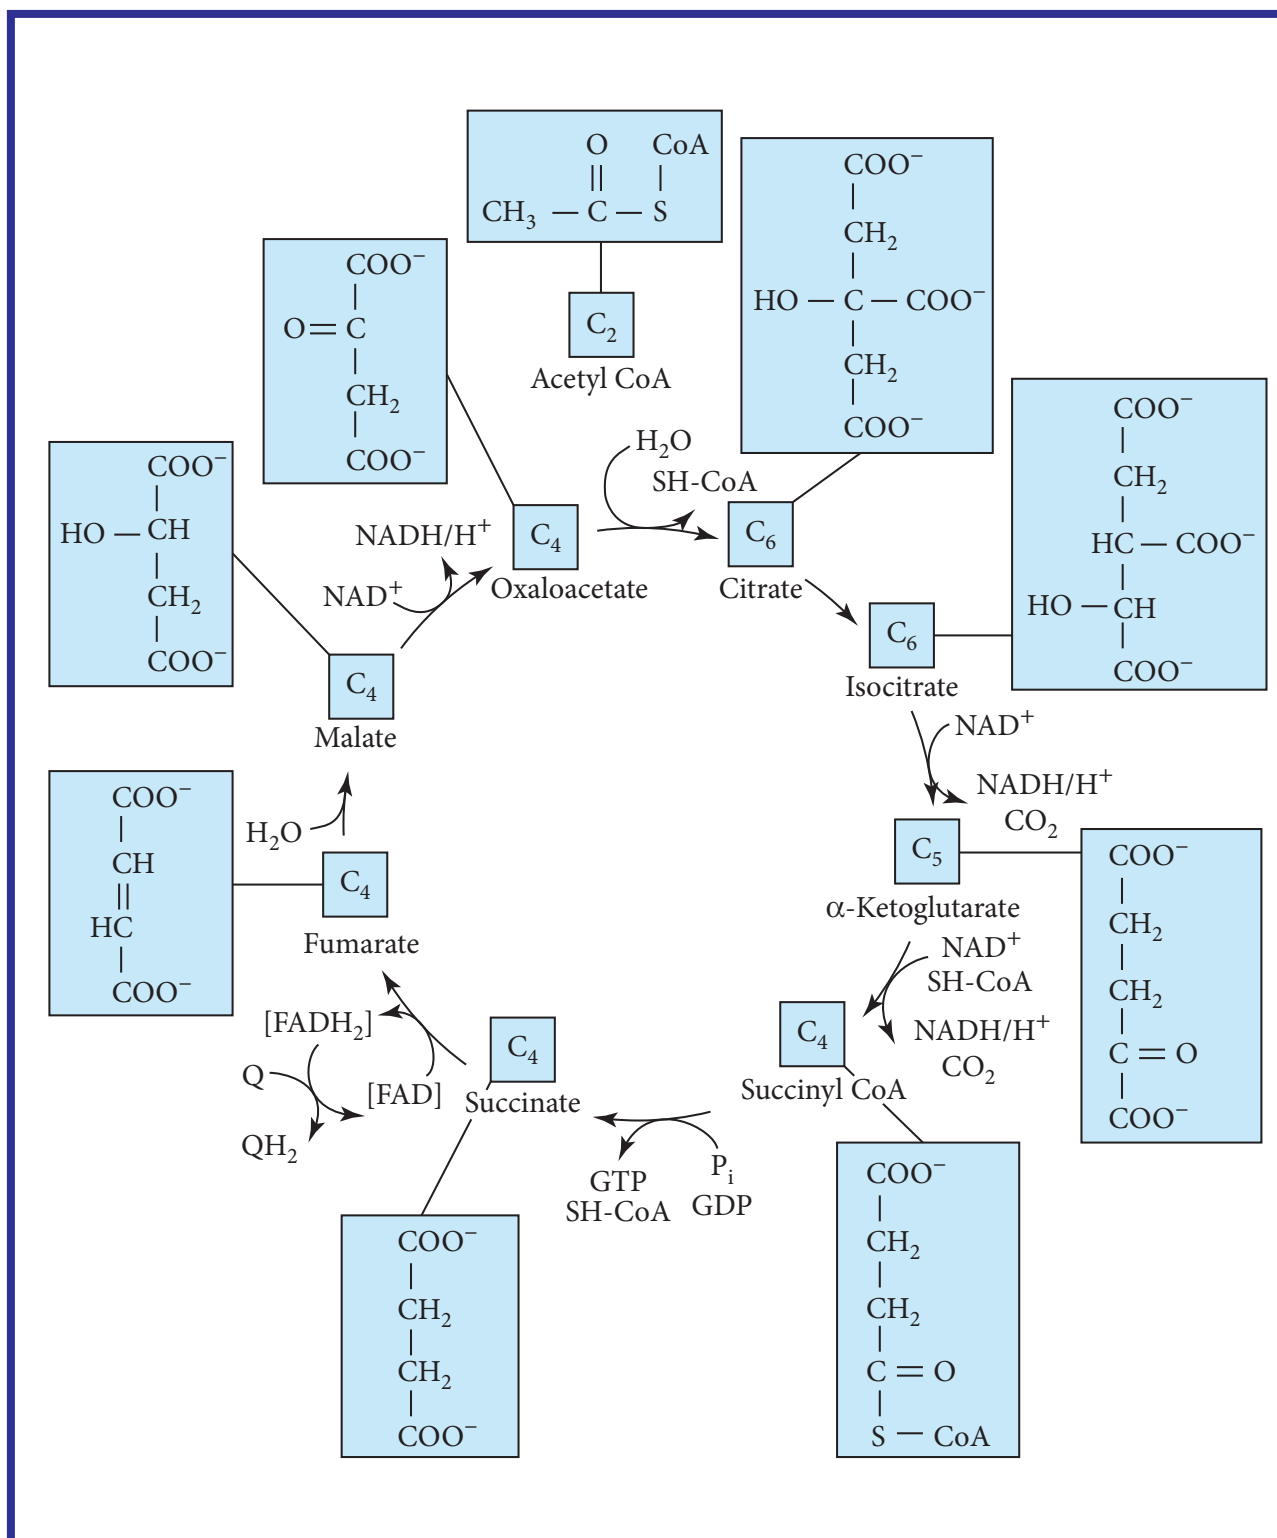 O CoA
||
CH₃ — C — S
C₂
Acetyl CoA
COO⁻
O=C
CH₂
COO⁻
C₄
Oxaloacetate
H₂O
SH-CoA
COO⁻
CH₂
HO — C — COO⁻
CH₂
COO⁻
C₆
Citrate
COO⁻
CH₂
HC — COO⁻
HO — CH
COO⁻
C₆
Isocitrate
NAD⁺
NADH/H⁺
CO₂
C₅
α-Ketoglutarate
COO⁻
CH₂
CH₂
C = O
COO⁻
NAD⁺
SH-CoA
NADH/H⁺
CO₂
C₄
Succinyl CoA
COO⁻
CH₂
CH₂
C = O
S — CoA
Pᵢ
GDP
GTP
SH-CoA
C₄
Succinate
COO⁻
CH₂
CH₂
COO⁻
[FAD]
[FADH₂]
Q
QH₂
C₄
Fumarate
COO⁻
CH
||
HC
COO⁻
H₂O
C₄
Malate
COO⁻
HO — CH
CH₂
COO⁻
NAD⁺
NADH/H⁺